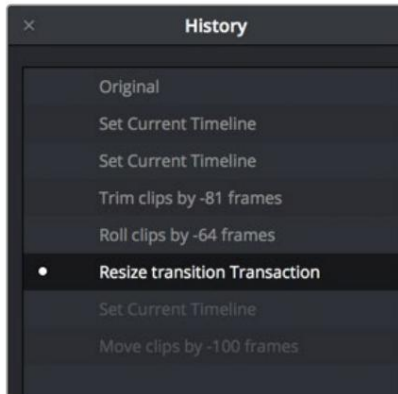 History
Original
Set Current Timeline
Set Current Timeline
Trim clips by -81 frames
Roll clips by -64 frames
Resize transition Transaction
Set Current Timeline
Move clips by -100 frames